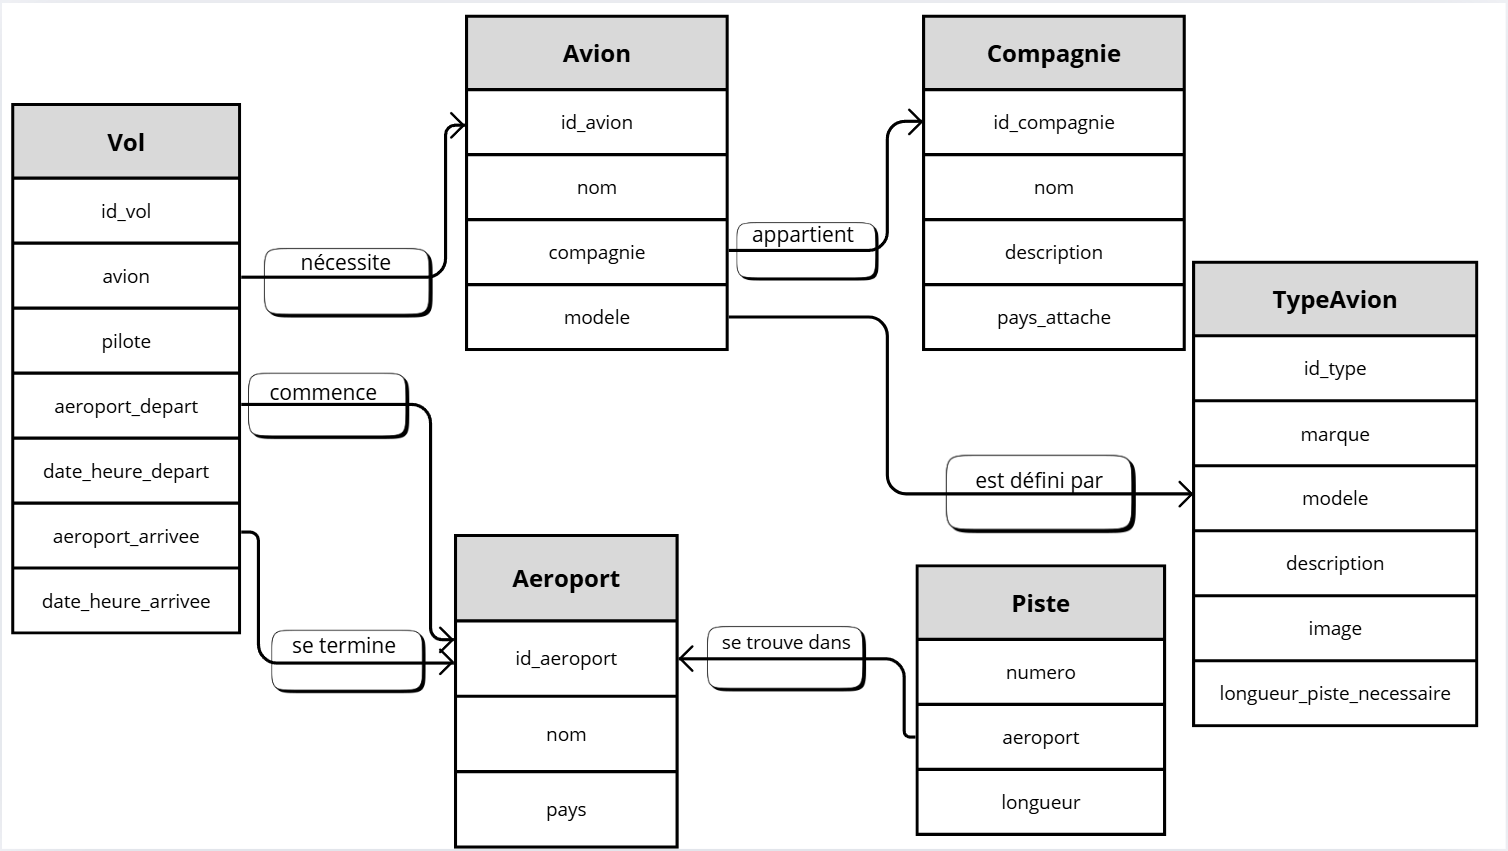 Vol
id_vol
avion
pilote
aeroport_depart
date_heure_depart
aeroport_arrivee
date_heure_arrivee
nécessite
commence
se termine
Avion
id_avion
nom
compagnie
modele
appartient
Compagnie
id_compagnie
nom
description
pays_attache
est défini par
TypeAvion
id_type
marque
modele
description
image
longueur_piste_necessaire
Aeroport
id_aeroport
nom
pays
se trouve dans
Piste
numero
aeroport
longueur